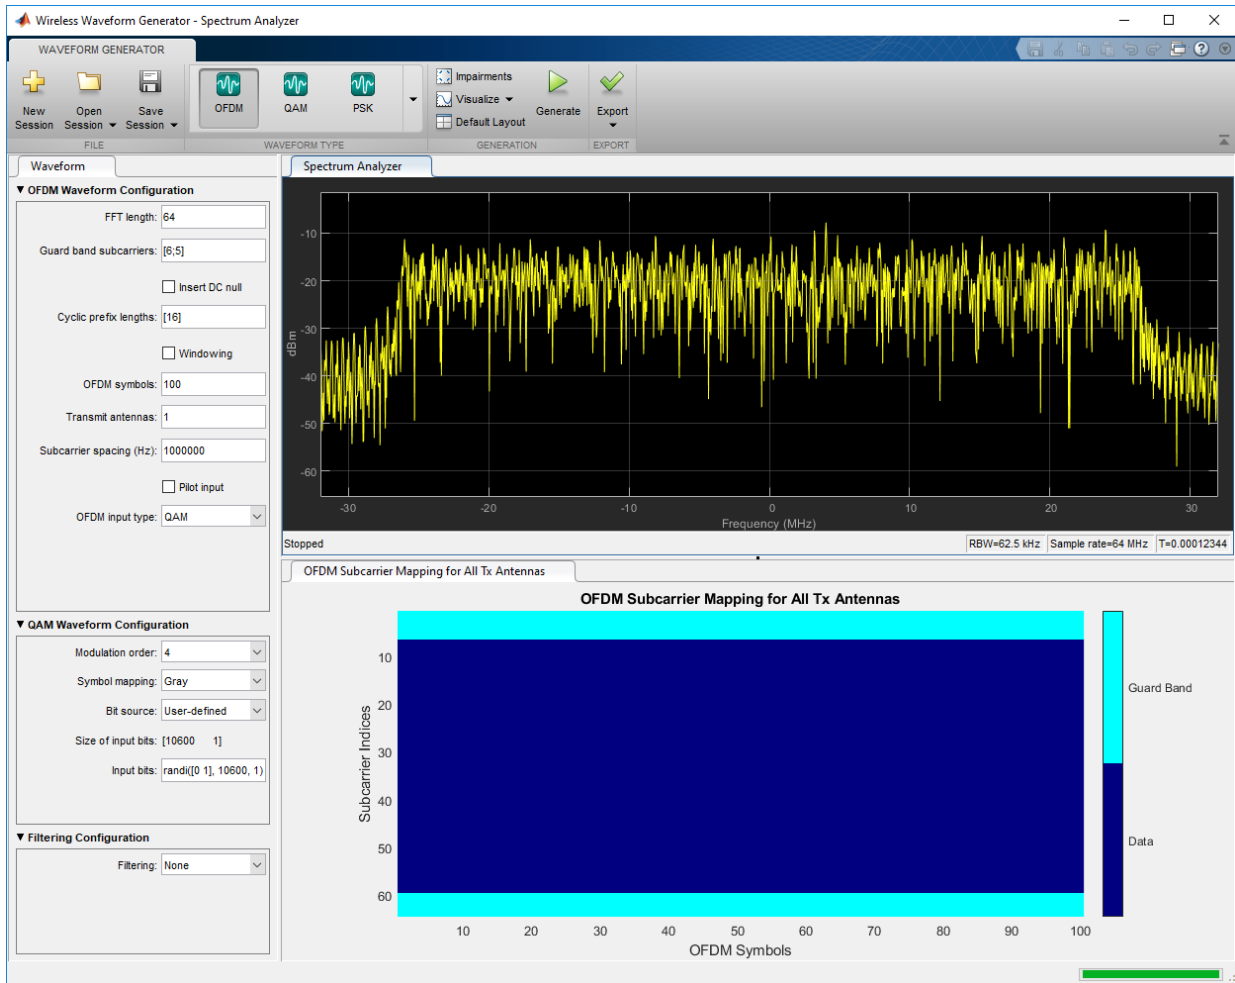 Wireless Waveform Generator - Spectrum Analyzer
WAVEFORM GENERATOR
New Session
Open Session
Save Session
FILE
OFDM
QAM
PSK
WAVEFORM TYPE
Impairments
Visualize
Default Layout
Generate
GENERATION
Export
EXPORT
Waveform
OFDM Waveform Configuration
FFT length: 64
Guard band subcarriers: [6;5]
Insert DC null
Cyclic prefix lengths: [16]
Windowing
OFDM symbols: 100
Transmit antennas: 1
Subcarrier spacing (Hz): 1000000
Pilot input
OFDM input type: QAM
QAM Waveform Configuration
Modulation order: 4
Symbol mapping: Gray
Bit source: User-defined
Size of input bits: [10600 1]
Input bits: randi([0 1], 10600, 1)
Filtering Configuration
Filtering: None
Spectrum Analyzer
-10
-20
-30
-40
-50
-60
dBm
-30 -20 -10 0 10 20 30
Frequency (MHz)
Stopped
RBW=62.5 kHz Sample rate=64 MHz T=0.00012344
OFDM Subcarrier Mapping for All Tx Antennas
OFDM Subcarrier Mapping for All Tx Antennas
10
20
30
40
50
60
Subcarrier Indices
10 20 30 40 50 60 70 80 90 100
OFDM Symbols
Guard Band
Data